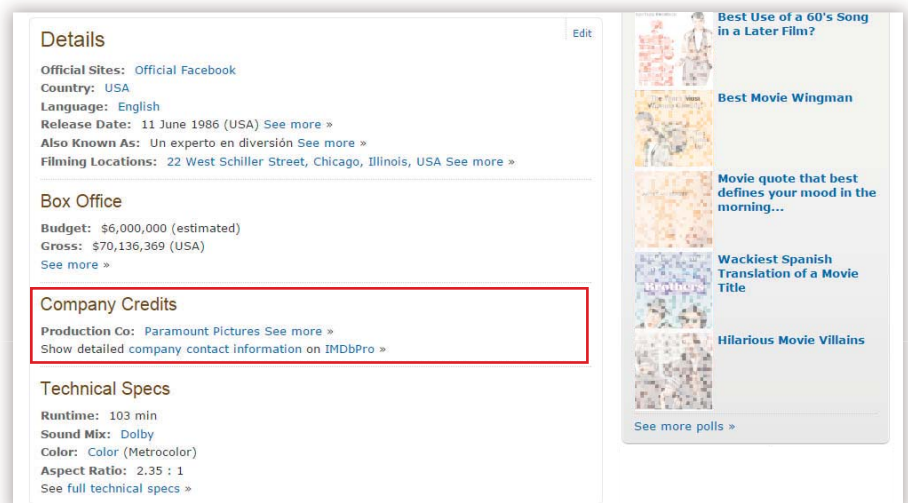 Details
Edit
Official Sites: Official Facebook
Country: USA
Language: English
Release Date: 11 June 1986 (USA) See more »
Also Known As: Un experto en diversión See more »
Filming Locations: 22 West Schiller Street, Chicago, Illinois, USA See more »
Box Office
Budget: $6,000,000 (estimated)
Gross: $70,136,369 (USA)
See more »
Company Credits
Production Co: Paramount Pictures See more »
Show detailed company contact information on IMDbPro »
Technical Specs
Runtime: 103 min
Sound Mix: Dolby
Color: Color (Metrocolor)
Aspect Ratio: 2.35 : 1
See full technical specs »
Best Use of a 60's Song
in a Later Film?
Best Movie Wingman
Movie quote that best
defines your mood in the
morning...
Brothers
Wackiest Spanish
Translation of a Movie
Title
Hilarious Movie Villains
See more polls »